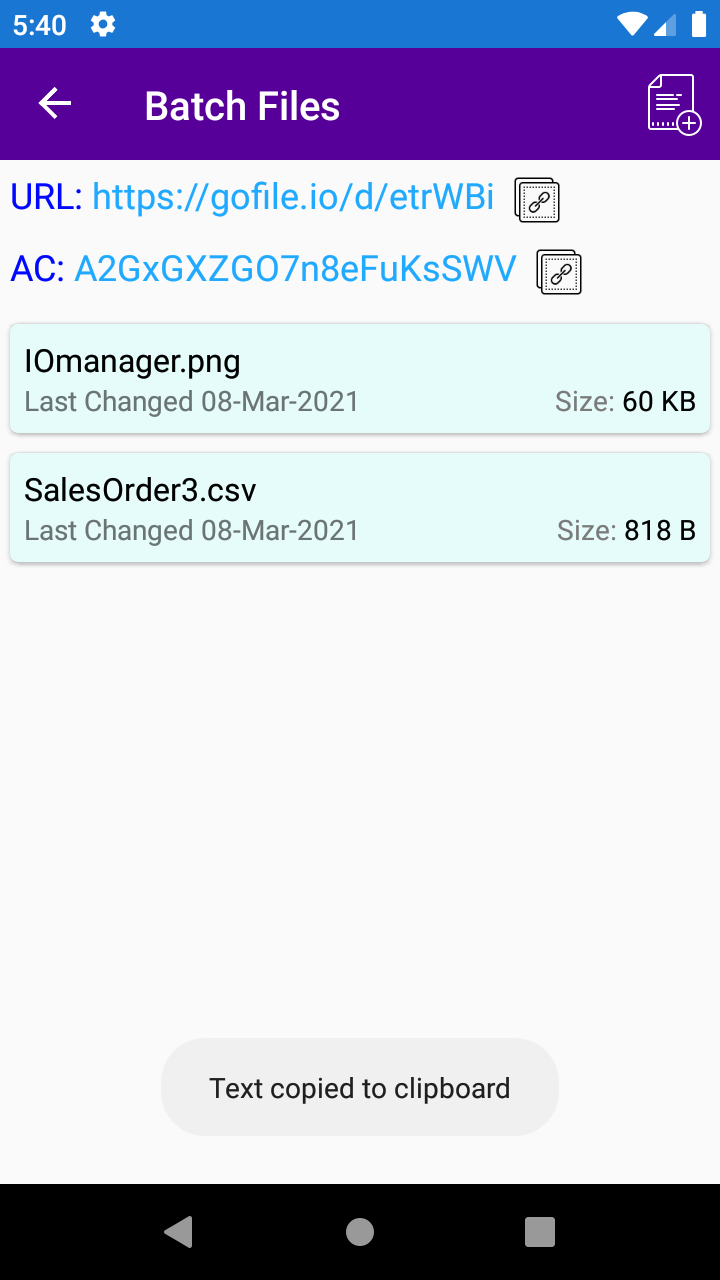 5:40
Batch Files
URL: https://gofile.io/d/etrWBi
AC: A2GxGXZGO7n8eFuKsSWV
IOmanager.png
Last Changed 08-Mar-2021 Size: 60 KB
SalesOrder3.csv
Last Changed 08-Mar-2021 Size: 818 B
Text copied to clipboard